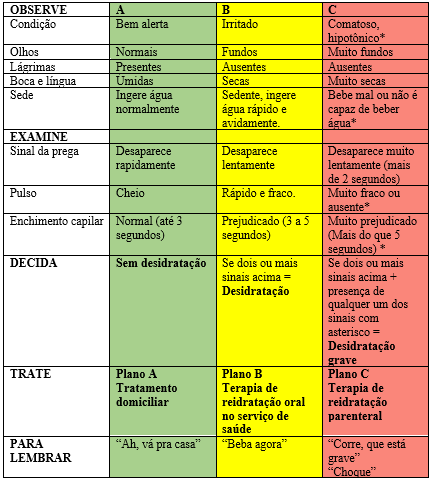 OBSERVE A B C
Condição Bem alerta Irritado Comatoso,
hipotônico*
Olhos Normais Fundos Muito fundos
Lágrimas Presentes Ausentes Ausentes
Boca e língua Úmidas Secas Muito secas
Sede Ingere água Sedente, ingere Bebe mal ou não é
normalmente água rápido e capaz de beber
avidamente. água*
EXAMINE
Sinal da prega Desaparece Desaparece Desaparece muito
rapidamente lentamente lentamente (mais
de 2 segundos)
Pulso Cheio Rápido e fraco. Muito fraco ou
ausente*
Enchimento capilar Normal (até 3 Prejudicado (3 a 5 Muito prejudicado
segundos) segundos) (Mais do que 5
segundos) *
DECIDA Sem desidratação Se dois ou mais Se dois ou mais
sinais acima = sinais acima +
Desidratação presença de
qualquer um dos
sinais com
asterisco =
Desidratação
grave
TRATE Plano A Plano B Plano C
Tratamento Terapia de Terapia de
domiciliar reidratação oral reidratação
no serviço de parenteral
saúde
PARA “Ah, vá pra casa” “Beba agora” “Corre, que está
LEMBRAR grave”
“Choque”